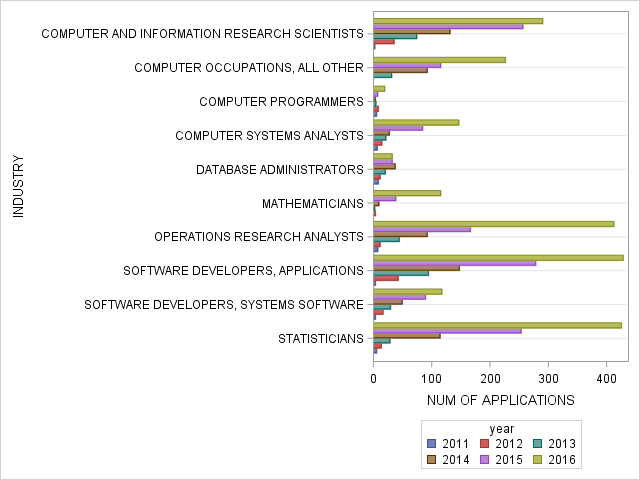 COMPUTER AND INFORMATION RESEARCH SCIENTISTS
COMPUTER OCCUPATIONS, ALL OTHER
COMPUTER PROGRAMMERS
COMPUTER SYSTEMS ANALYSTS
DATABASE ADMINISTRATORS
MATHEMATICIANS
OPERATIONS RESEARCH ANALYSTS
SOFTWARE DEVELOPERS, APPLICATIONS
SOFTWARE DEVELOPERS, SYSTEMS SOFTWARE
STATISTICIANS
INDUSTRY
0 100 200 300 400
NUM OF APPLICATIONS
year
2011 2012 2013
2014 2015 2016